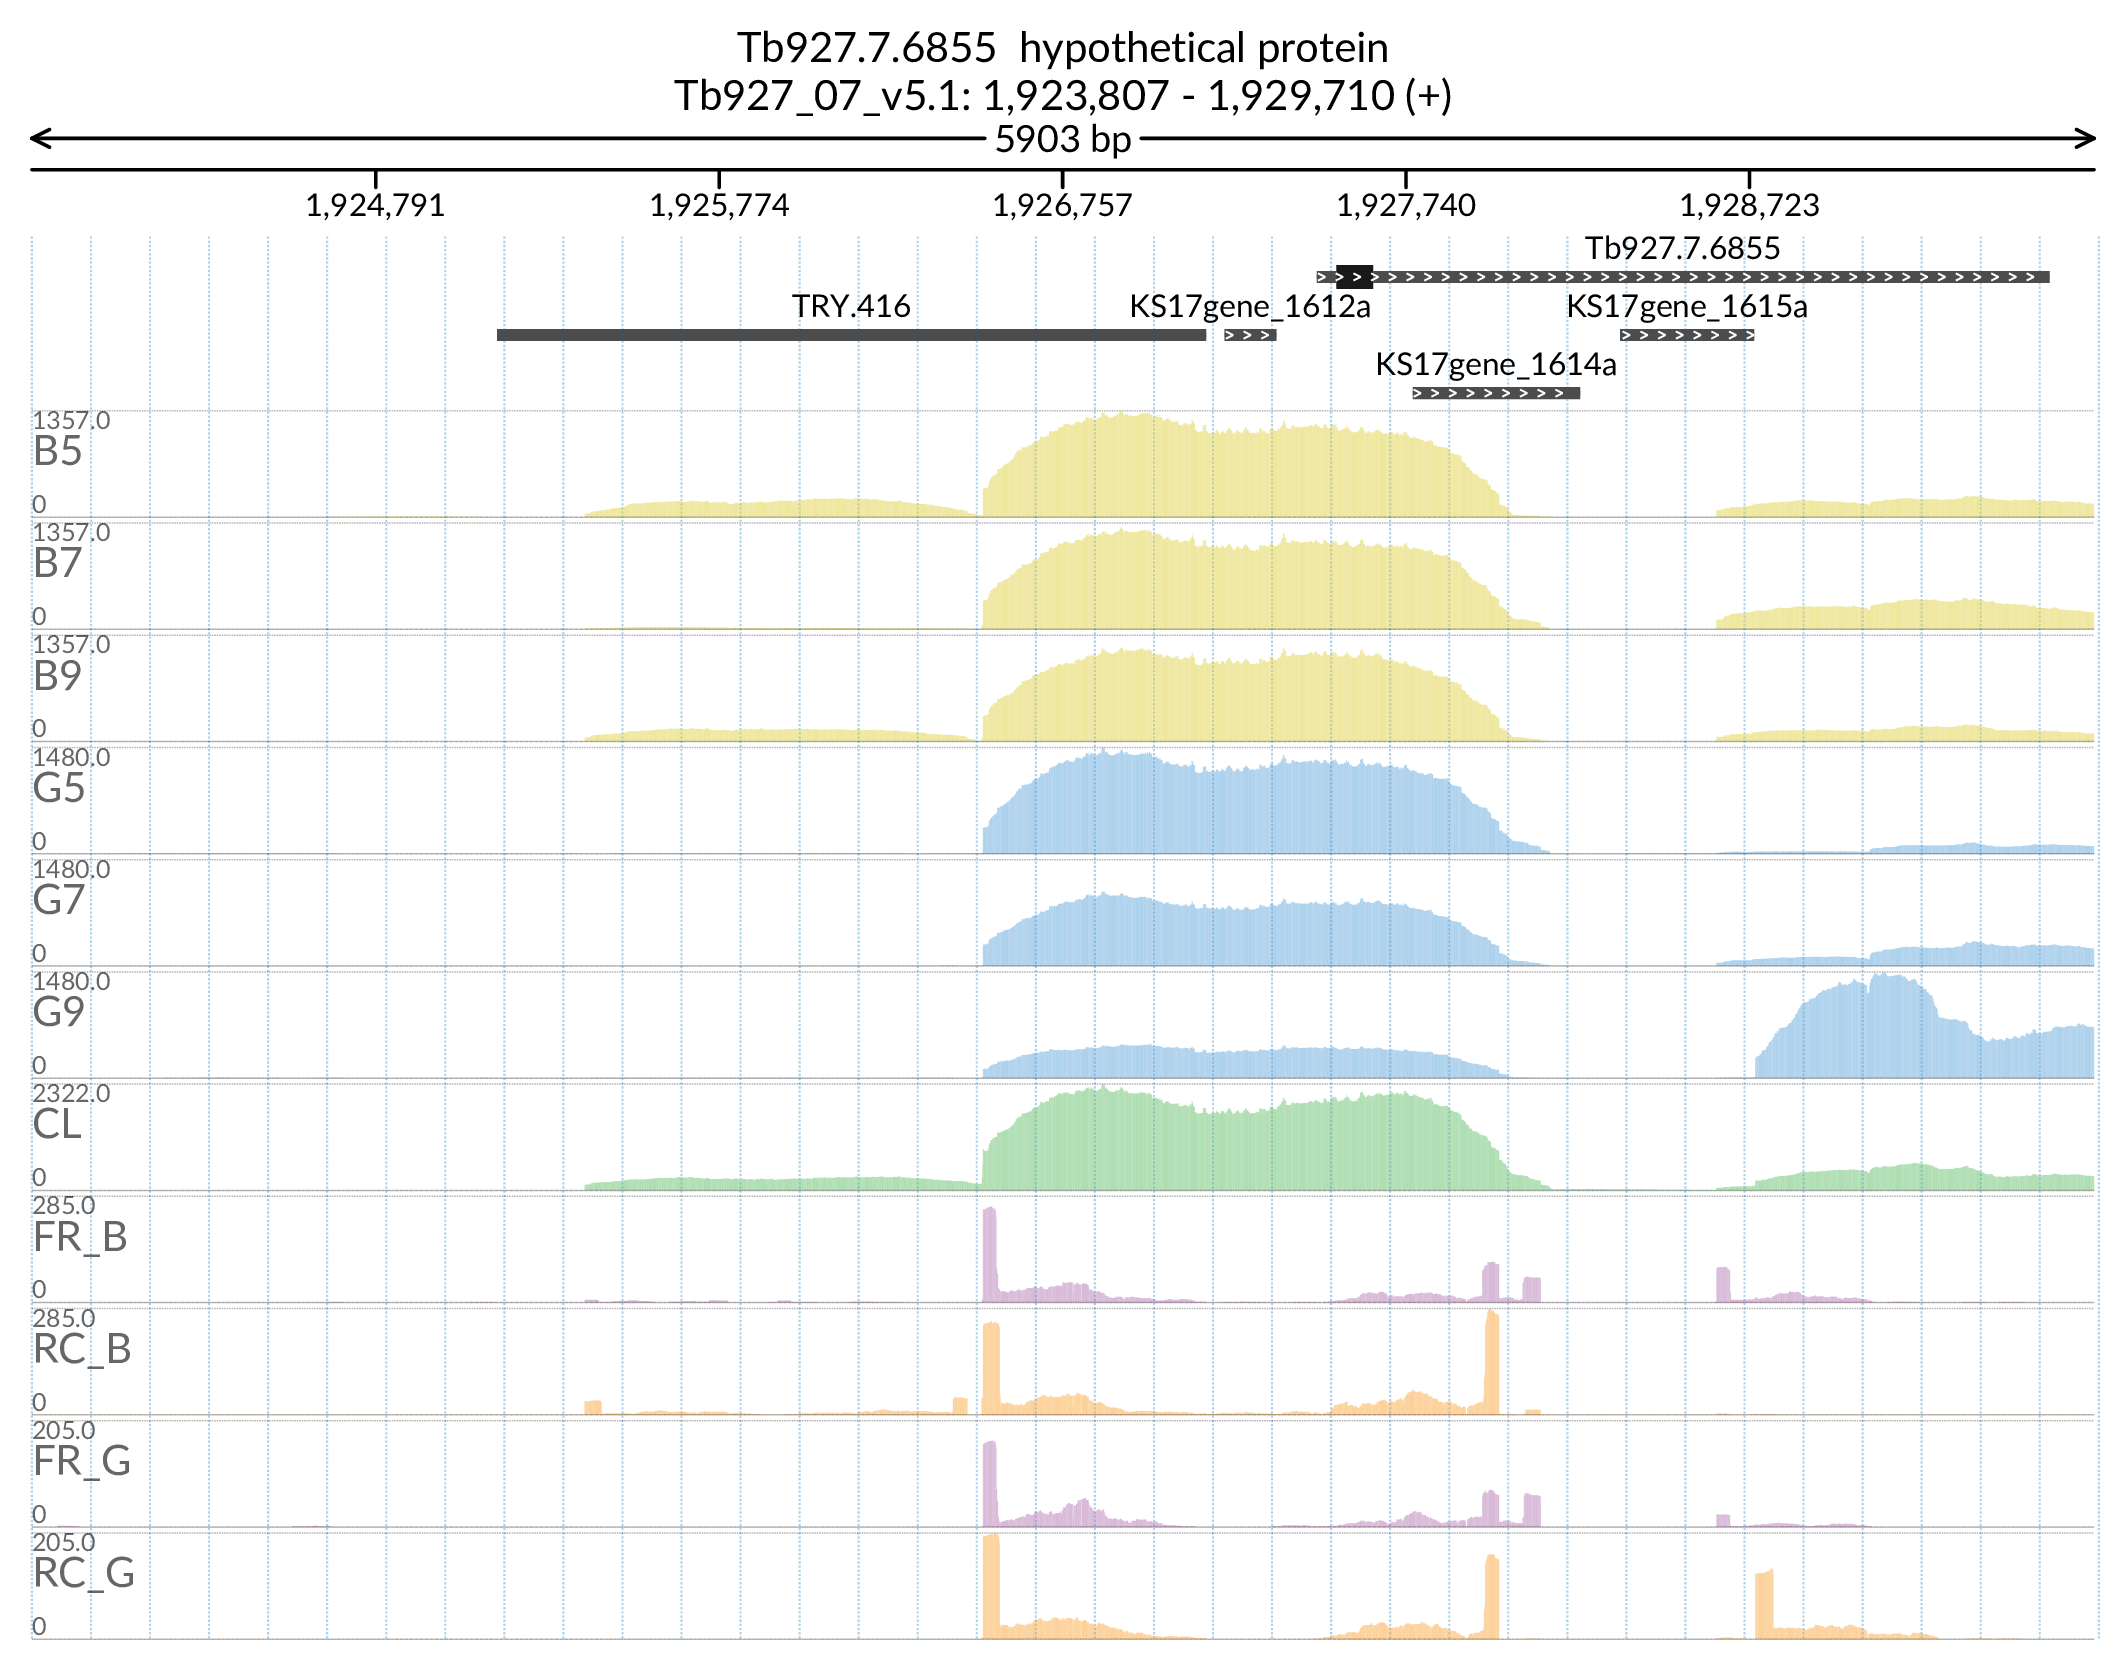 Tb927.7.6855  hypothetical protein
Tb927_07_v5.1: 1,923,807 - 1,929,710 (+)
5903 bp
1,924,791 1,925,774 1,926,757 1,927,740 1,928,723
Tb927.7.6855
TRY.416 KS17gene_1612a KS17gene_1615a
KS17gene_1614a
1357.0
B5
0
1357.0
B7
0
1357.0
B9
0
1480.0
G5
0
1480.0
G7
0
1480.0
G9
0
2322.0
CL
0
285.0
FR_B
0
285.0
RC_B
0
205.0
FR_G
0
205.0
RC_G
0